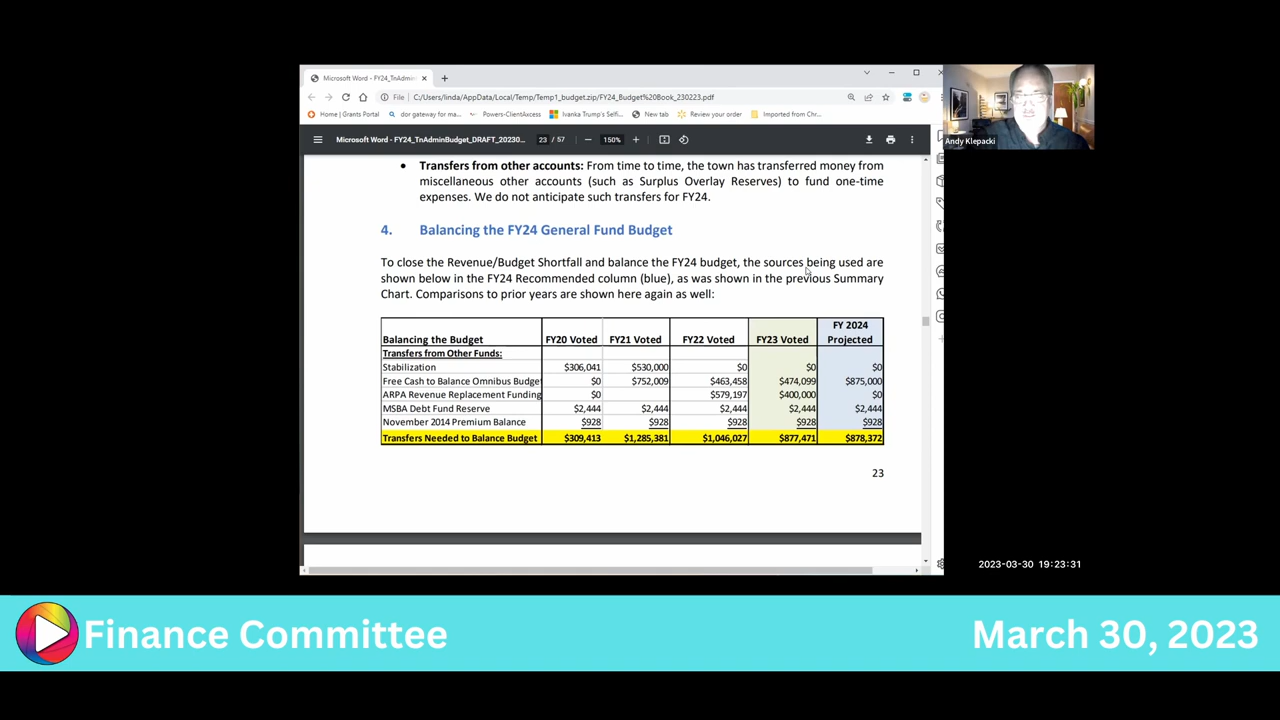 Microsoft Word - FY24_TnAdmin
File C:/Users/linda/AppData/Local/Temp/Temp1_budget.zip/FY24_Budget%20Book_230223.pdf
Home | Grants Portal dor gateway for ma... Powers-ClientAxcess Ivanka Trump's Selfi... New tab Review your order Imported from Chr...
Microsoft Word - FY24_TnAdminBudget_DRAFT_20230... 23 / 57 150%
Andy Klepacki
• Transfers from other accounts: From time to time, the town has transferred money from
miscellaneous other accounts (such as Surplus Overlay Reserves) to fund one-time
expenses. We do not anticipate such transfers for FY24.
4. Balancing the FY24 General Fund Budget
To close the Revenue/Budget Shortfall and balance the FY24 budget, the sources being used are
shown below in the FY24 Recommended column (blue), as was shown in the previous Summary
Chart. Comparisons to prior years are shown here again as well:
Balancing the Budget FY20 Voted FY21 Voted FY22 Voted FY23 Voted FY 2024 Projected
Transfers from Other Funds:
Stabilization $306,041 $530,000 $0 $0 $0
Free Cash to Balance Omnibus Budge $0 $752,009 $463,458 $474,099 $875,000
ARPA Revenue Replacement Funding $0 $579,197 $400,000 $0
MSBA Debt Fund Reserve $2,444 $2,444 $2,444 $2,444 $2,444
November 2014 Premium Balance $928 $928 $928 $928 $928
Transfers Needed to Balance Budget $309,413 $1,285,381 $1,046,027 $877,471 $878,372
23
2023-03-30 19:23:31
Finance Committee March 30, 2023